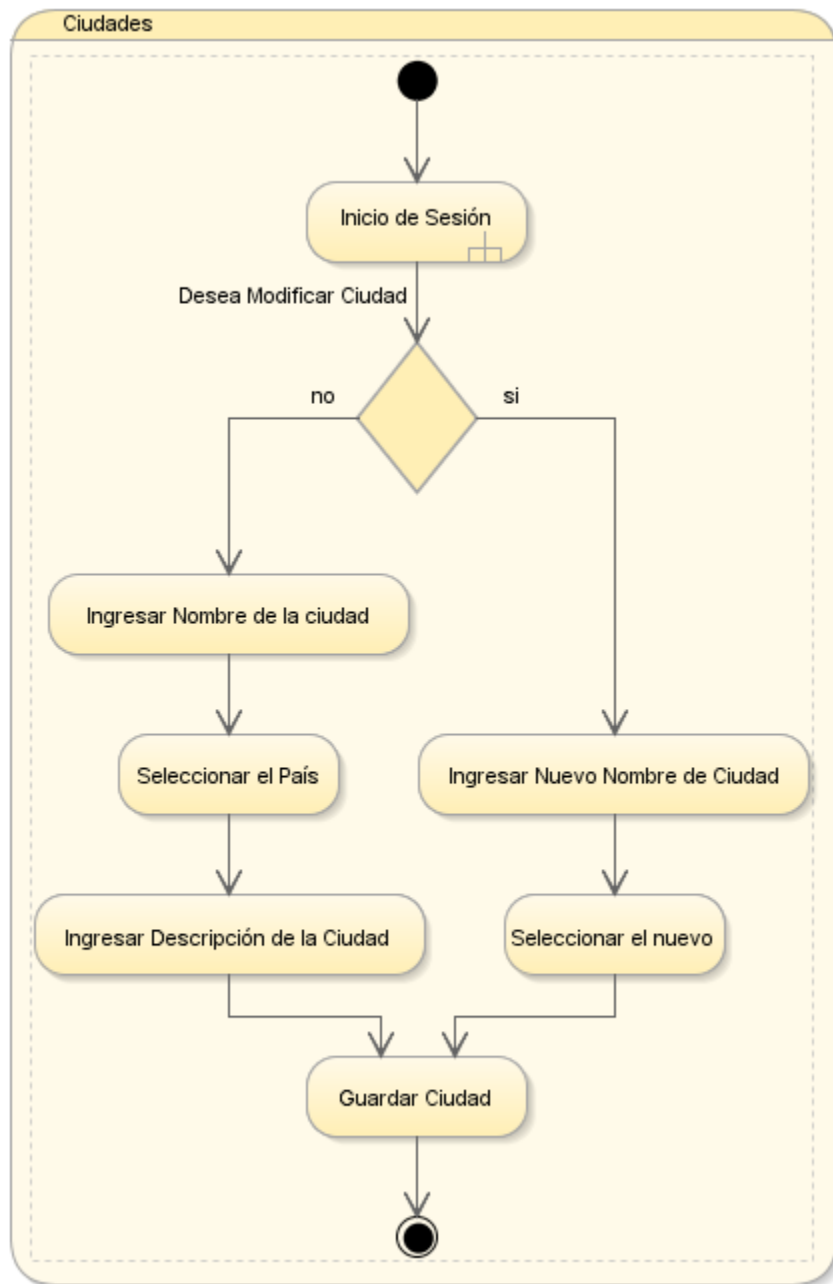 Ciudades
Inicio de Sesión
Desea Modificar Ciudad
no
si
Ingresar Nombre de la ciudad
Seleccionar el País
Ingresar Nuevo Nombre de Ciudad
Ingresar Descripción de la Ciudad
Seleccionar el nuevo
Guardar Ciudad